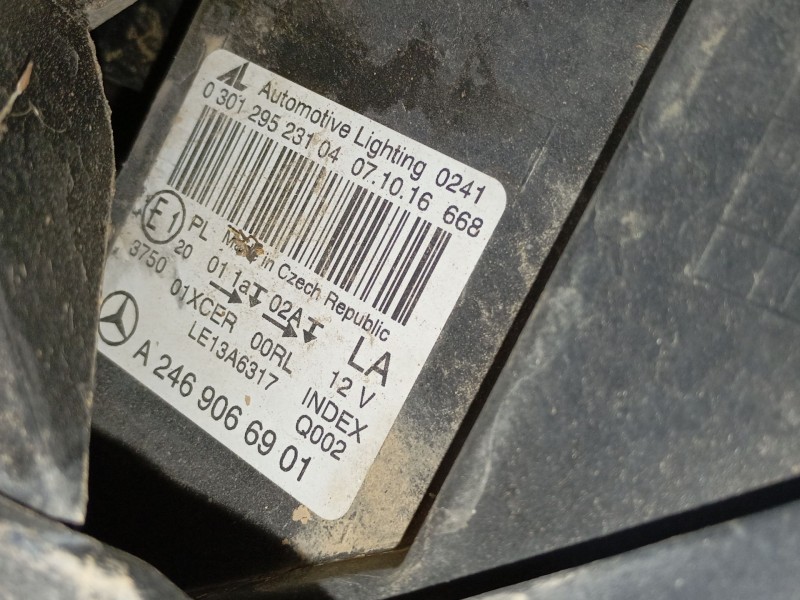 AL Automotive Lighting 0241
0 301 295 231 04 07.10.16 668
E1 PL Made in Czech Republic
20 01 1a 02A LA
3750 01XCER 00RL 12 V
LE13A6317 INDEX
Q002
A 246 906 69 01